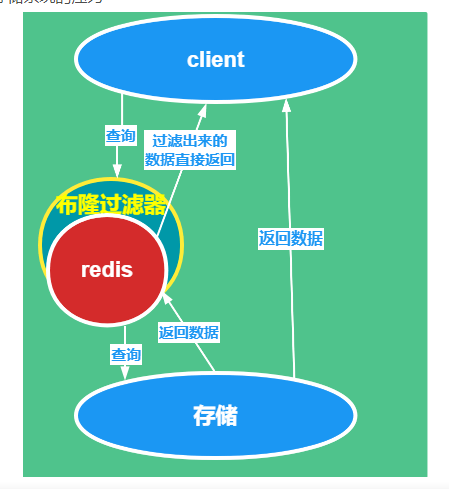 client
查询
过滤出来的
数据直接返回
布隆过滤器
返回数据
redis
返回数据
查询
存储